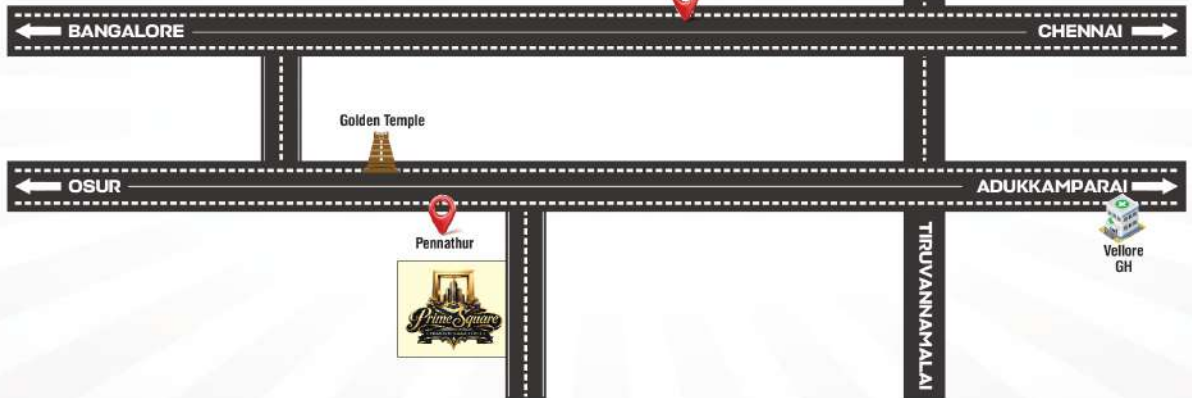 BANGALORE
CHENNAI
Golden Temple
OSUR
ADUKKAMPARAI
Pennathur
Vellore
GH
TIRUVANNAMALAI
Prime Square